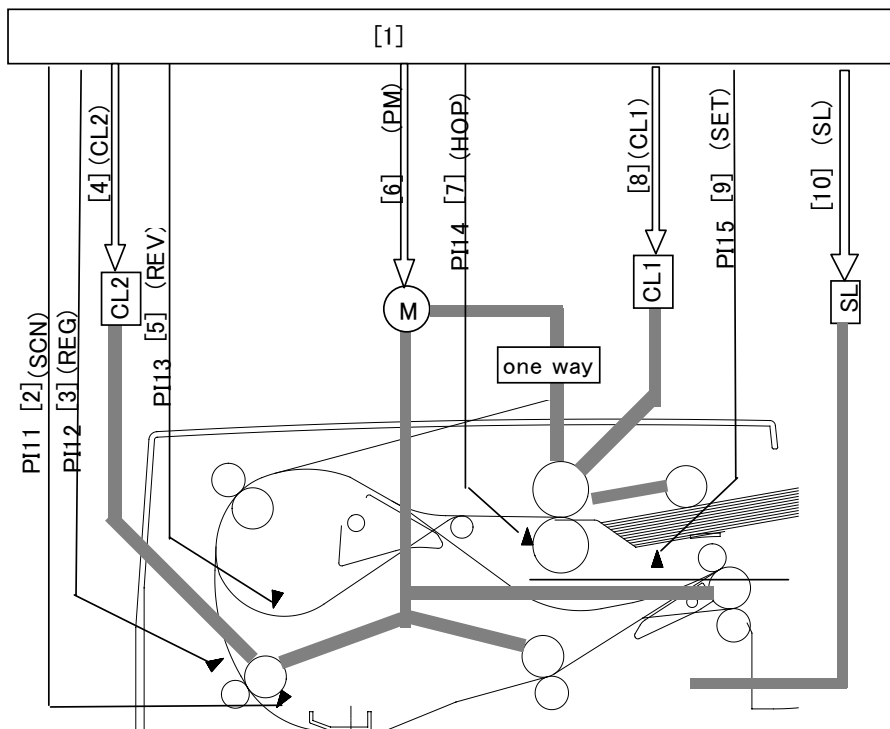 [1]
PI11 [2](SCN)
PI12 [3](REG)
[4](CL2)
PI13 [5] (REV)
[6] (PM)
PI14 [7](HOP)
[8](CL1)
PI15 [9] (SET)
[10] (SL)
CL2
M
CL1
SL
one way